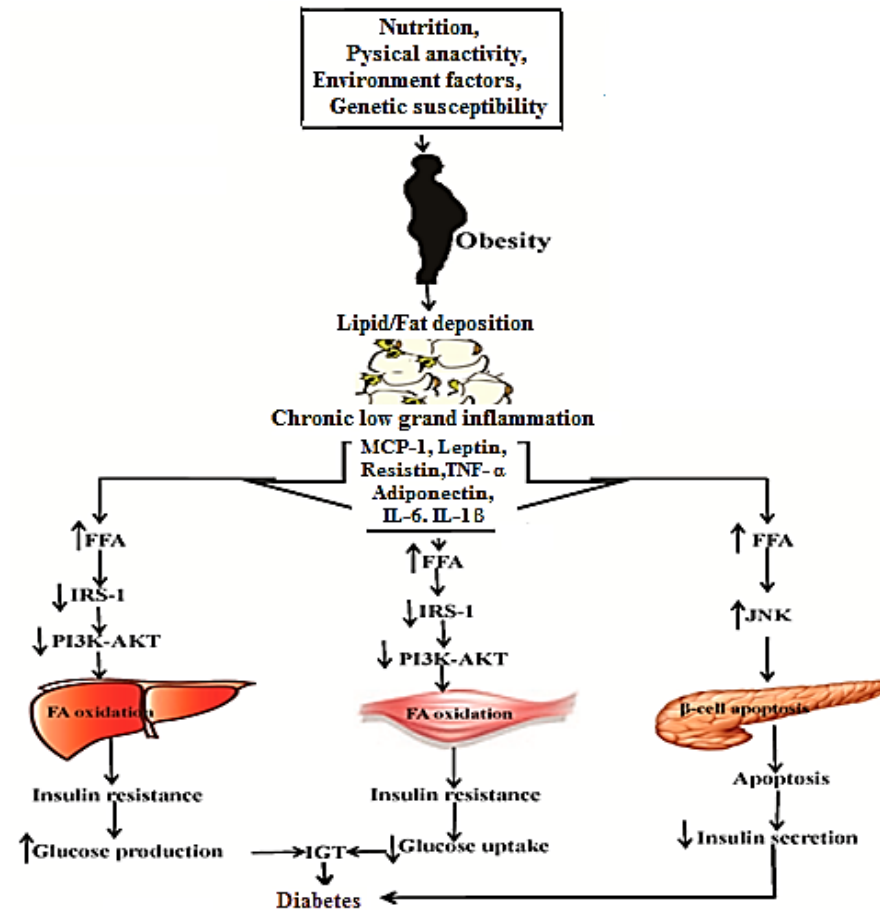 Nutrition,
Pysical anactivity,
Environment factors,
Genetic susceptibility
Obesity
Lipid/Fat deposition
Chronic low grand inflammation
MCP-1, Leptin,
Resistin,TNF-α
Adiponectin,
IL-6. IL-1ß
↑FFA
↓IRS-1
↓PI3K-AKT
FA oxidation
Insulin resistance
↑Glucose production
↑FFA
↓IRS-1
↓PI3K-AKT
FA oxidation
Insulin resistance
↓Glucose uptake
↑FFA
↑JNK
β-cell apoptosis
Apoptosis
↓Insulin secretion
IGT
Diabetes